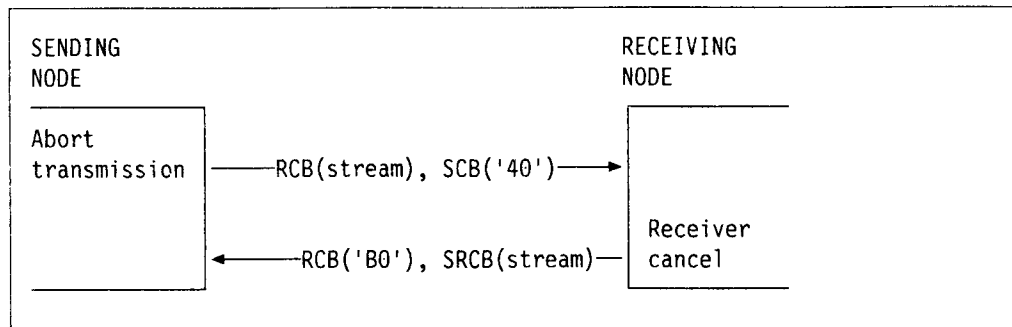 SENDING
NODE
RECEIVING
NODE
Abort
transmission
RCB(stream), SCB('40')
RCB('B0'), SRCB(stream)
Receiver
cancel